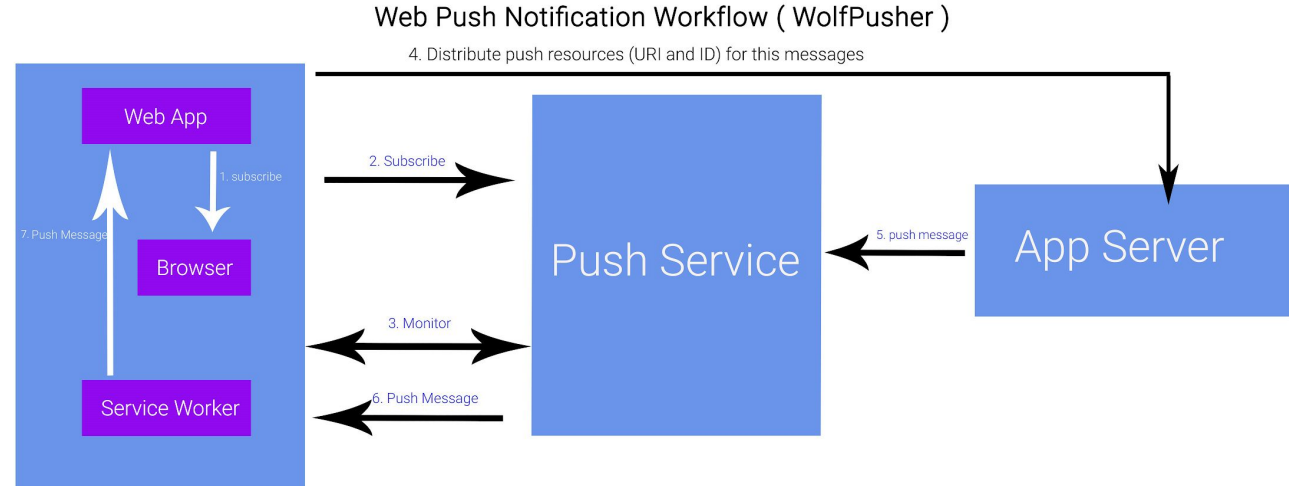 Web Push Notification Workflow ( WolfPusher )
4. Distribute push resources (URI and ID) for this messages
Web App
2. Subscribe
1. subscribe
7. Push Message
5. push message
App Server
Push Service
Browser
3. Monitor
6. Push Message
Service Worker